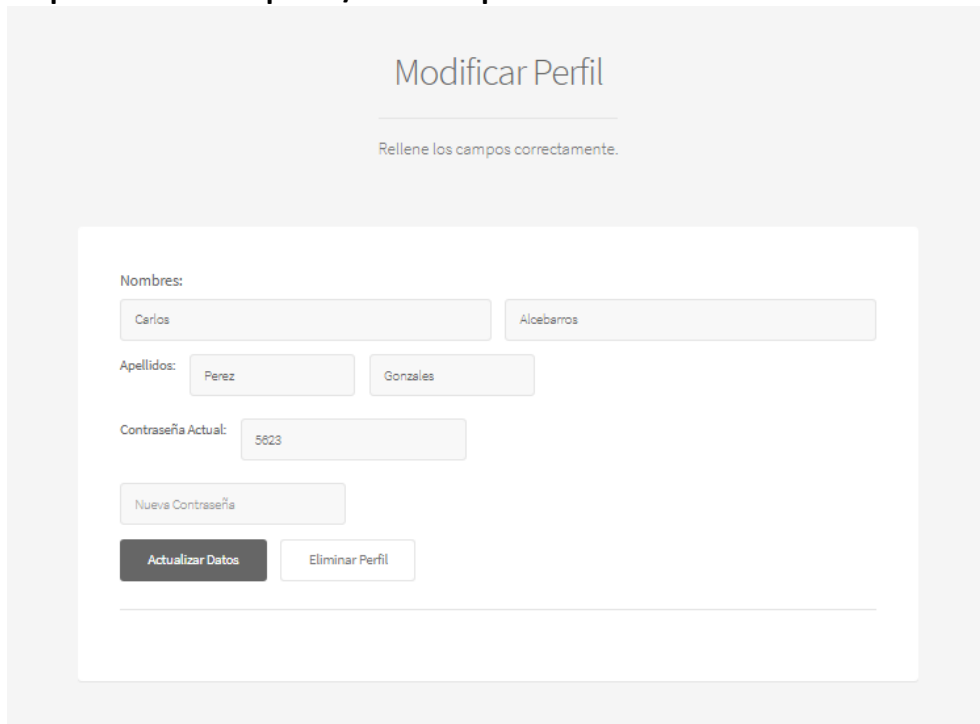 Modificar Perfil
Rellene los campos correctamente.
Nombres:
Carlos Alcebarros
Apellidos: Perez Gonzales
Contraseña Actual: 5623
Nueva Contraseña
Actualizar Datos Eliminar Perfil